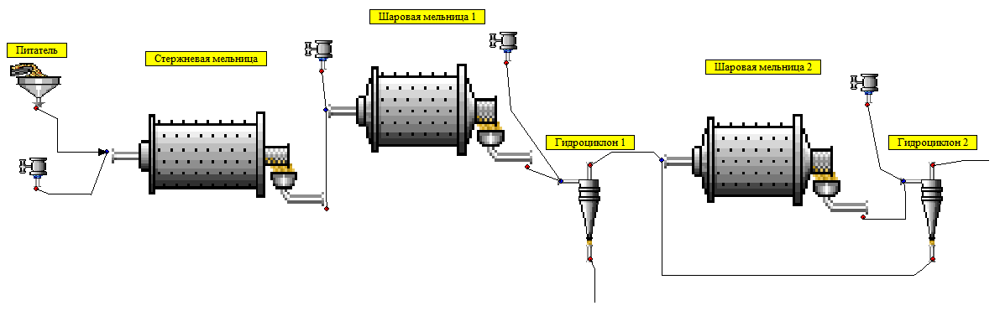 Питатель
Стержневая мельница
Шаровая мельница 1
Гидроциклон 1
Шаровая мельница 2
Гидроциклон 2